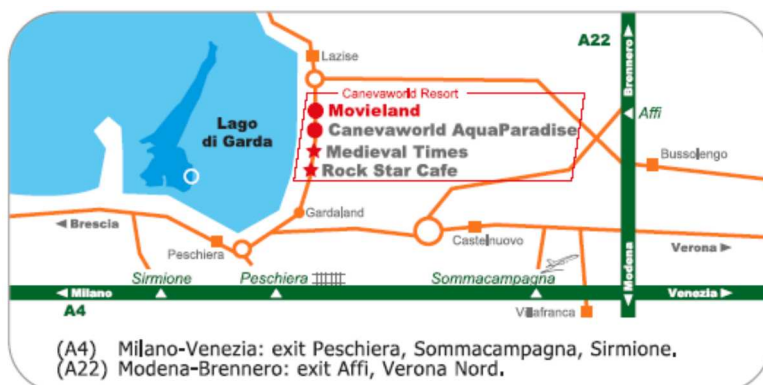 A22
Brennero
Lazise
Canevaworld Resort
Movieland
Canevaworld AquaParadise
Medieval Times
Rock Star Cafe
Lago
di Garda
Affi
Bussolengo
Gardaland
Brescia
Peschiera
Castelnuovo
Verona
Modena
Sirmione
Peschiera
Sommacampagna
Milano
Venezia
A4
Villafranca
(A4) Milano-Venezia: exit Peschiera, Sommacampagna, Sirmione.
(A22) Modena-Brennero: exit Affi, Verona Nord.